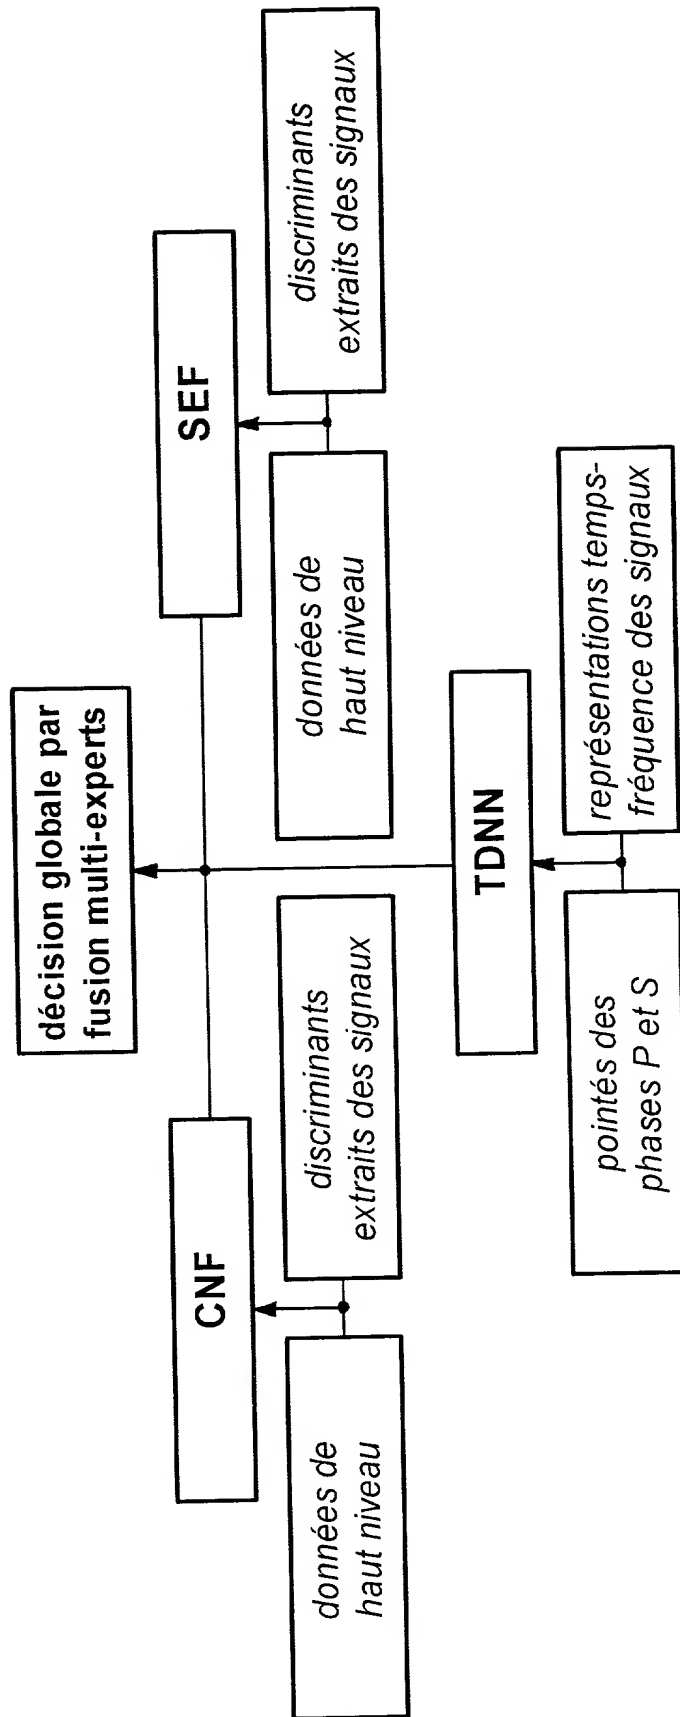 décision globale par
fusion multi-experts
CNF
SEF
données de
haut niveau
discriminants
extraits des signaux
données de
haut niveau
discriminants
extraits des signaux
TDNN
pointés des
phases P et S
représentations temps-
fréquence des signaux